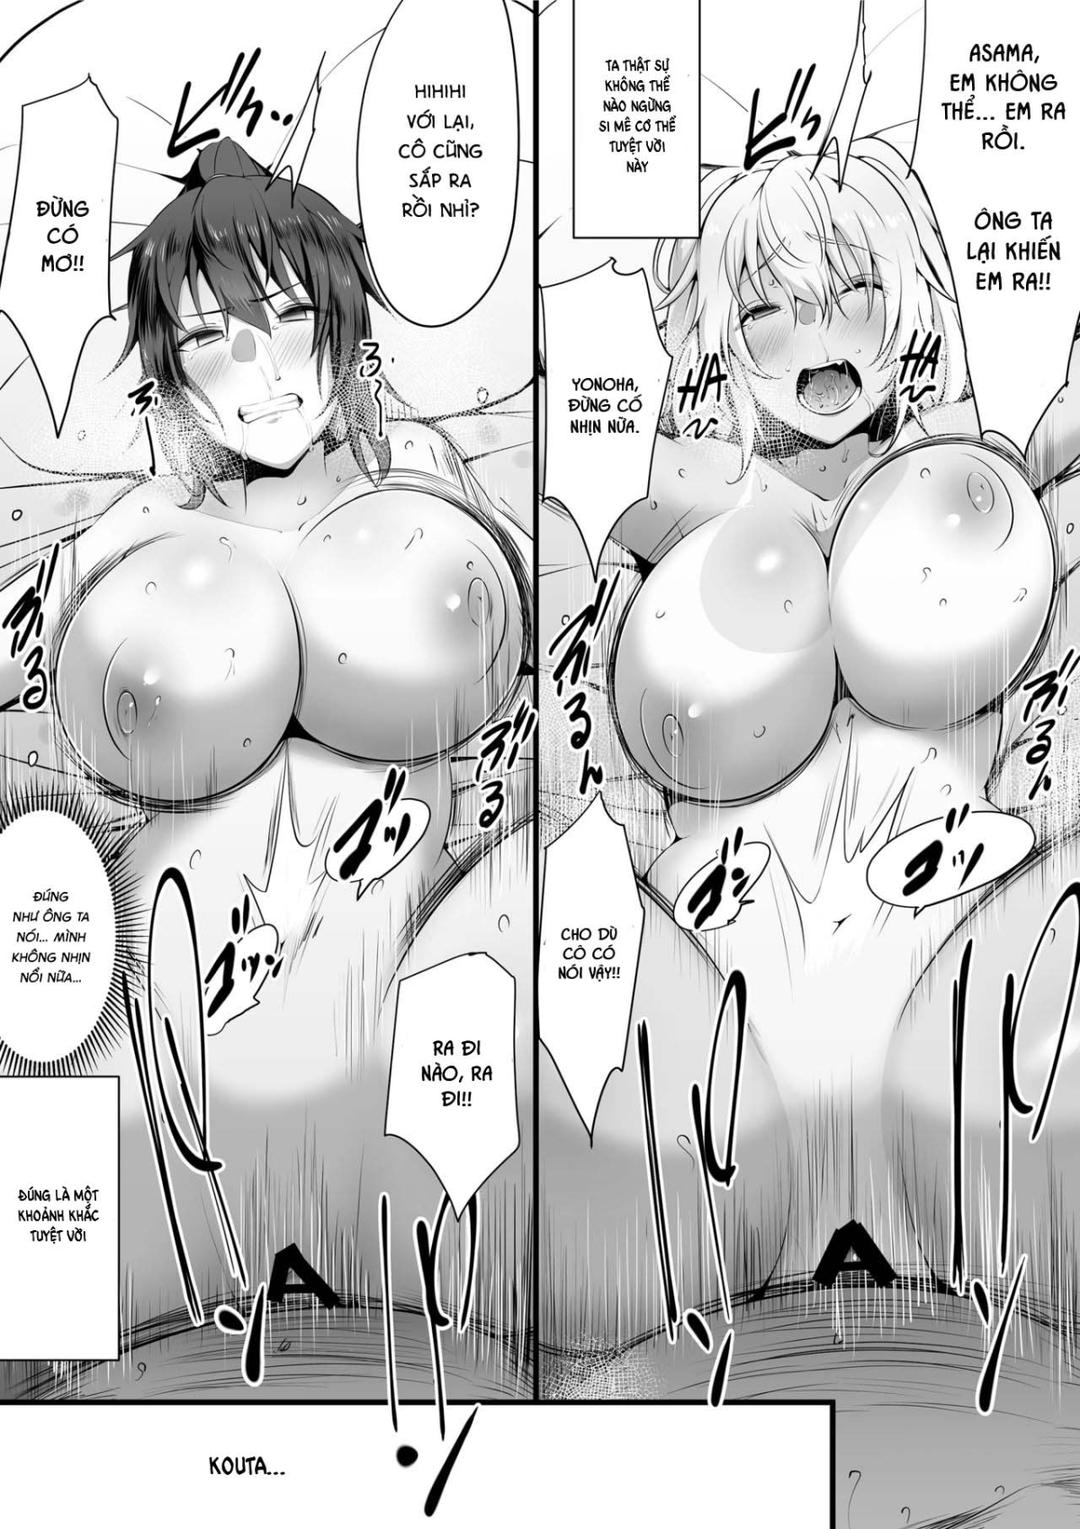 ASAMA,
EM KHÔNG
THỂ... EM RA
RỒI.
ÔNG TA
LẠI KHIẾN
EM RA!!
TA THẬT SỰ
KHÔNG THỂ
NÀO NGỪNG
SI MÊ CƠ THỂ
TUYỆT VỜI
NÀY
YONOHA,
ĐỪNG CỐ
NHỊN NỮA.
HA
HA
CHO DÙ
CÔ CÓ
NÓI VẬY!!
A
HIHIHI
VỚI LẠI,
CÔ CŨNG
SẮP RA
RỒI NHỈ?
ĐỪNG
CÓ
MƠ!!
ĐÚNG
NHƯ ÔNG TA
NÓI... MÌNH
KHÔNG NHỊN
NỔI NỮA...
RA ĐI
NÀO, RA
ĐI!!
ĐÚNG LÀ MỘT
KHOẢNH KHẮC
TUYỆT VỜI
A
KOUTA...